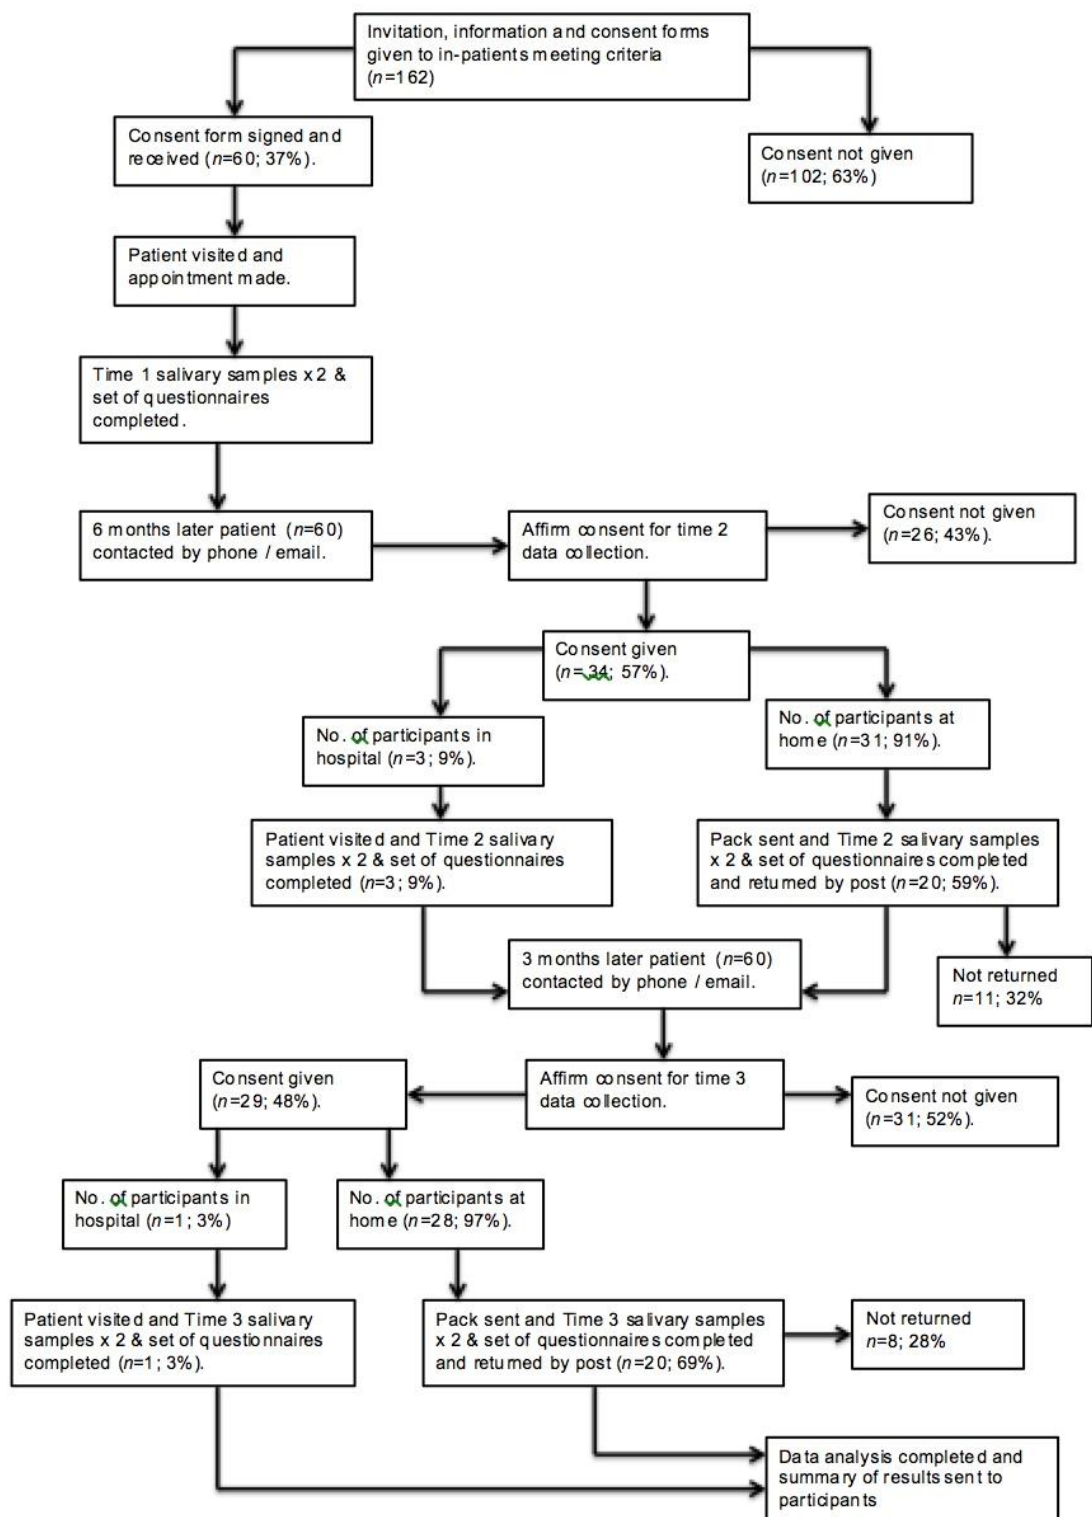 Invitation, information and consent forms
given to in-patients meeting criteria
(n=162)
Consent form signed and
received (n=60; 37%).
Consent not given
(n=102; 63%)
Patient visited and
appointment made.
Time 1 salivary samples x 2 &
set of questionnaires
completed.
6 months later patient (n=60)
contacted by phone / email.
Affirm consent for time 2
data collection.
Consent not given
(n=26; 43%).
Consent given
(n= 34; 57%).
No. of participants in
hospital (n=3; 9%).
No. of participants at
home (n=31; 91%).
Patient visited and Time 2 salivary
samples x 2 & set of questionnaires
completed (n=3; 9%).
Pack sent and Time 2 salivary samples
x 2 & set of questionnaires completed
and returned by post (n=20; 59%).
3 months later patient (n=60)
contacted by phone / email.
Not returned
n=11; 32%
Consent given
(n=29; 48%).
Affirm consent for time 3
data collection.
Consent not given
(n=31; 52%).
No. of participants in
hospital (n=1; 3%)
No. of participants at
home (n=28; 97%).
Patient visited and Time 3 salivary
samples x 2 & set of questionnaires
completed (n=1; 3%).
Pack sent and Time 3 salivary samples
x 2 & set of questionnaires completed
and returned by post (n=20; 69%).
Not returned
n=8; 28%
Data analysis completed and
summary of results sent to
participants